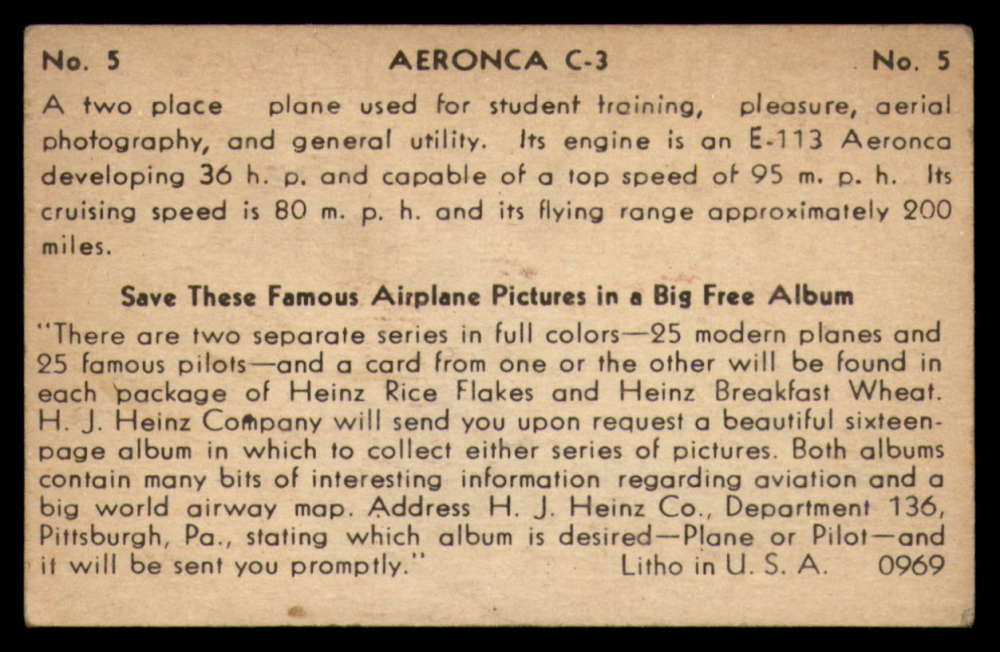 No. 5 AERONCA C-3 No. 5
A two place plane used for student training, pleasure, aerial
photography, and general utility. Its engine is an E-113 Aeronca
developing 36 h. p. and capable of a top speed of 95 m. p. h. Its
cruising speed is 80 m. p. h. and its flying range approximately 200
miles.
Save These Famous Airplane Pictures in a Big Free Album
"There are two separate series in full colors—25 modern planes and
25 famous pilots—and a card from one or the other will be found in
each package of Heinz Rice Flakes and Heinz Breakfast Wheat.
H. J. Heinz Company will send you upon request a beautiful sixteen-
page album in which to collect either series of pictures. Both albums
contain many bits of interesting information regarding aviation and a
big world airway map. Address H. J. Heinz Co., Department 136,
Pittsburgh, Pa., stating which album is desired—Plane or Pilot—and
it will be sent you promptly." Litho in U. S. A. 0969